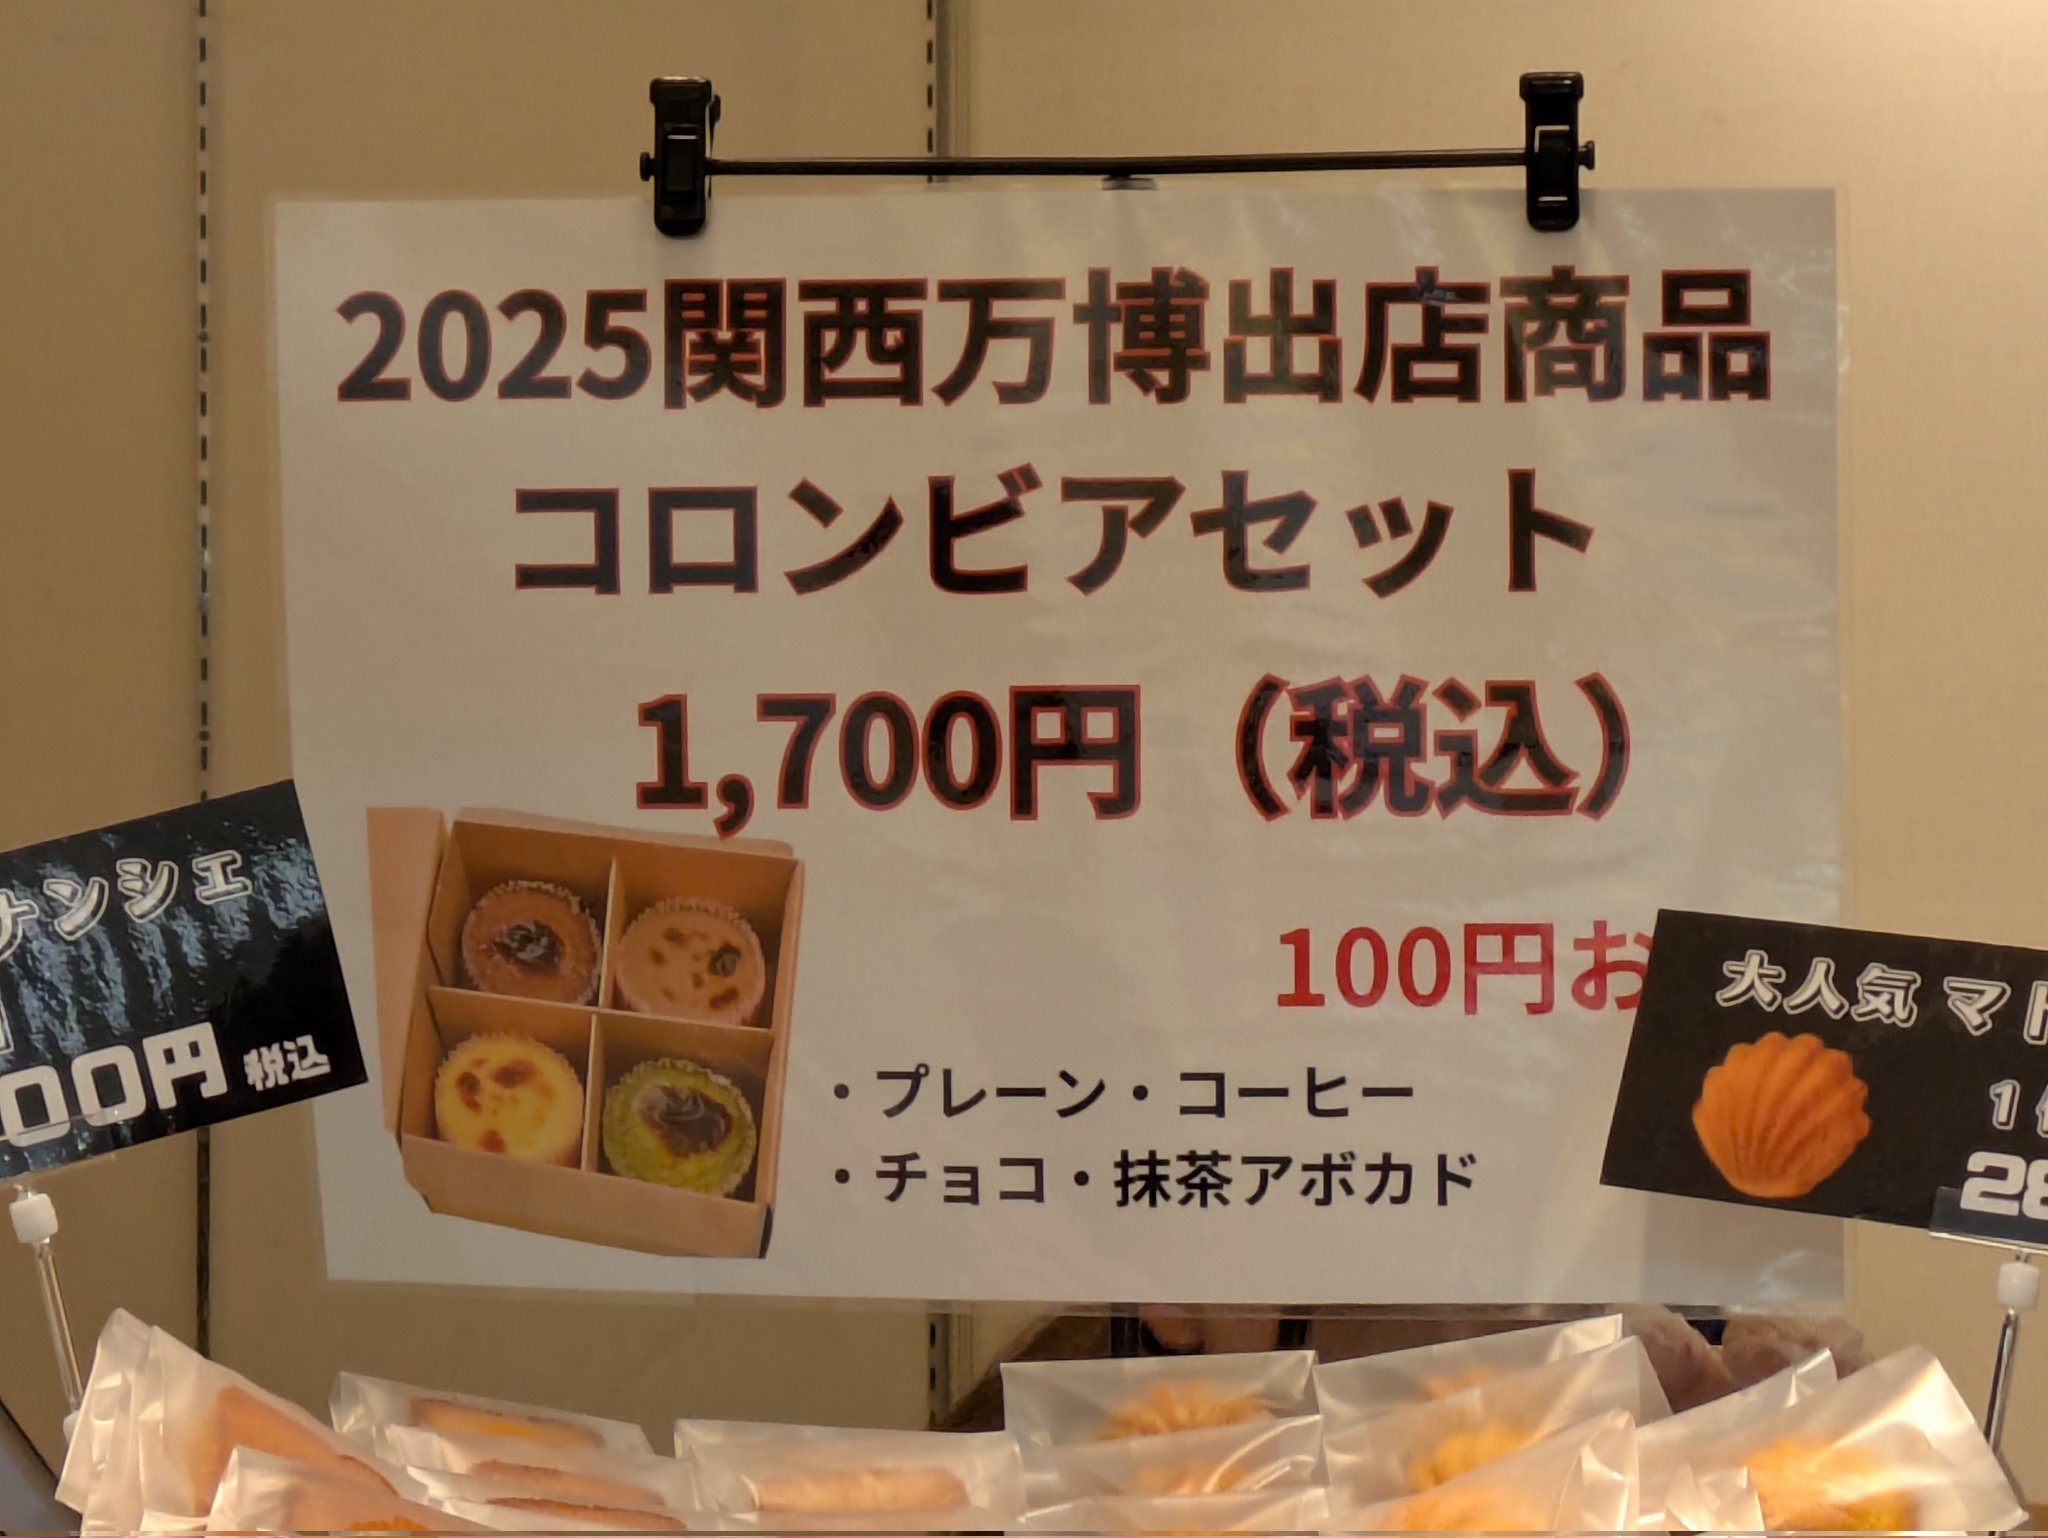 2025関西万博出店商品
コロンビアセット
1,700円（税込）
100円お
・プレーン・コーヒー
・チョコ・抹茶アボカド
ナンシェ
00円 税込
大人気 マド
1個
28